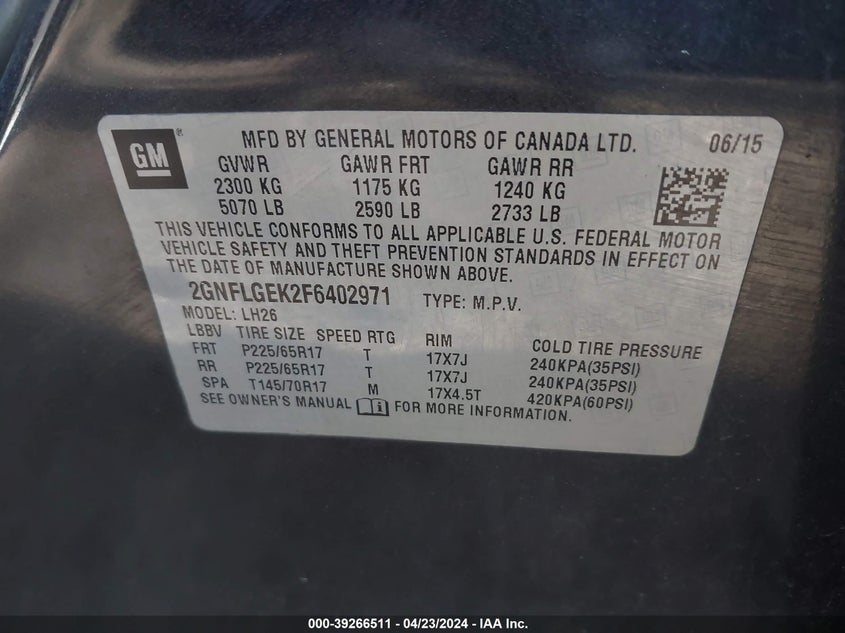 GM ® MFD BY GENERAL MOTORS OF CANADA LTD. 06/15
GVWR GAWR FRT GAWR RR
2300 KG 1175 KG 1240 KG
5070 LB 2590 LB 2733 LB
THIS VEHICLE CONFORMS TO ALL APPLICABLE U.S. FEDERAL MOTOR
VEHICLE SAFETY AND THEFT PREVENTION STANDARDS IN EFFECT ON
THE DATE OF MANUFACTURE SHOWN ABOVE.
2GNFLGEK2F6402971 TYPE: M.P.V.
MODEL: LH26
LBBV TIRE SIZE SPEED RTG RIM COLD TIRE PRESSURE
FRT P225/65R17 T 17X7J 240KPA(35PSI)
RR P225/65R17 T 17X7J 240KPA(35PSI)
SPA T145/70R17 M 17X4.5T 420KPA(60PSI)
SEE OWNER'S MANUAL i FOR MORE INFORMATION.
000-39266511 - 04/23/2024 - IAA Inc.